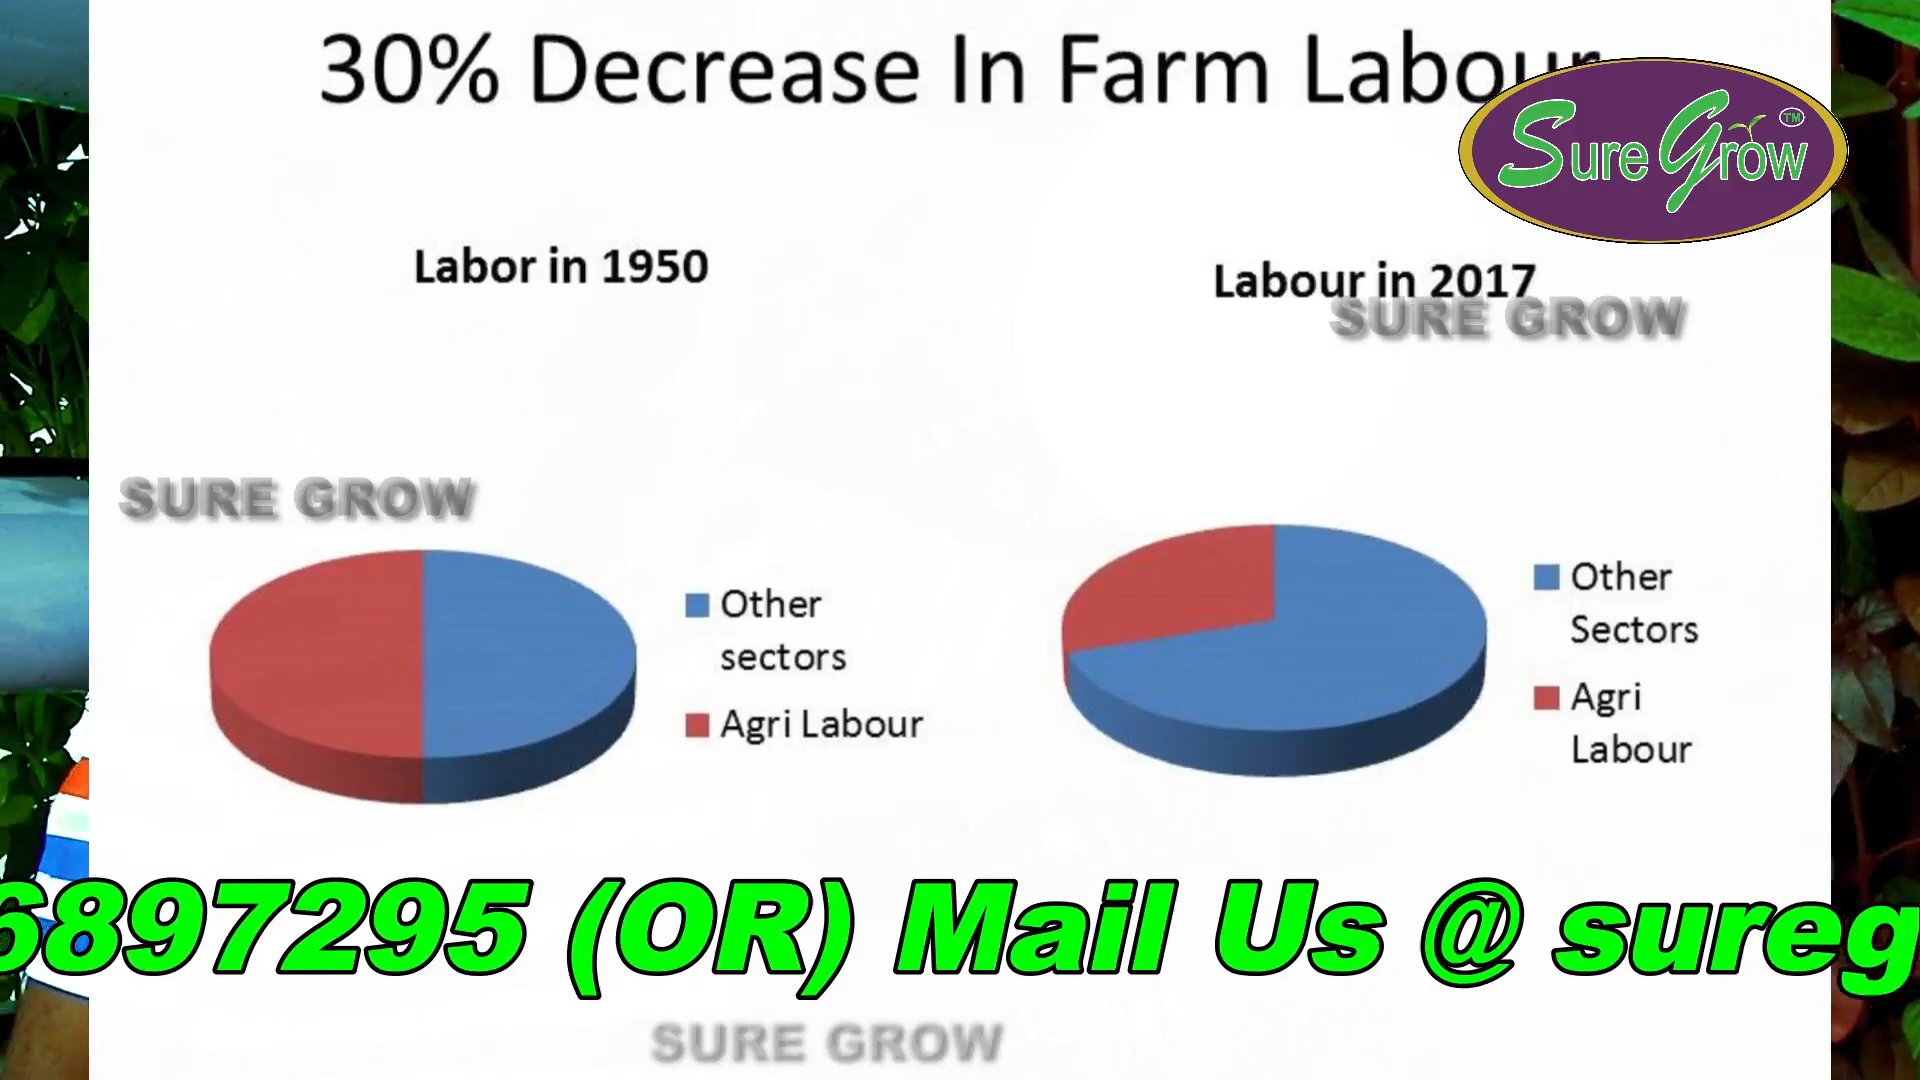 30% Decrease In Farm Labour
Sure Grow TM
Labor in 1950
Labour in 2017
SURE GROW
SURE GROW
Other
sectors
Agri Labour
Other
Sectors
Agri
Labour
6897295 (OR) Mail Us @ sureg
SURE GROW